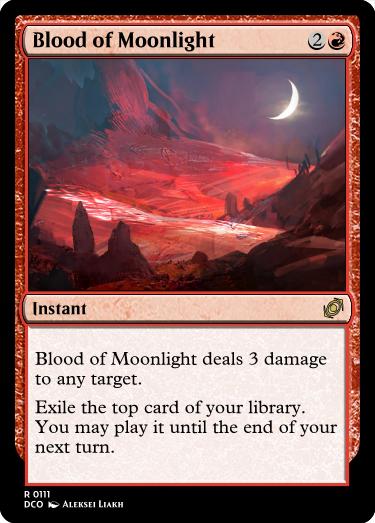 Blood of Moonlight 2
Instant
Blood of Moonlight deals 3 damage
to any target.
Exile the top card of your library.
You may play it until the end of your
next turn.
R 0111
DCO Aleksei Liakh